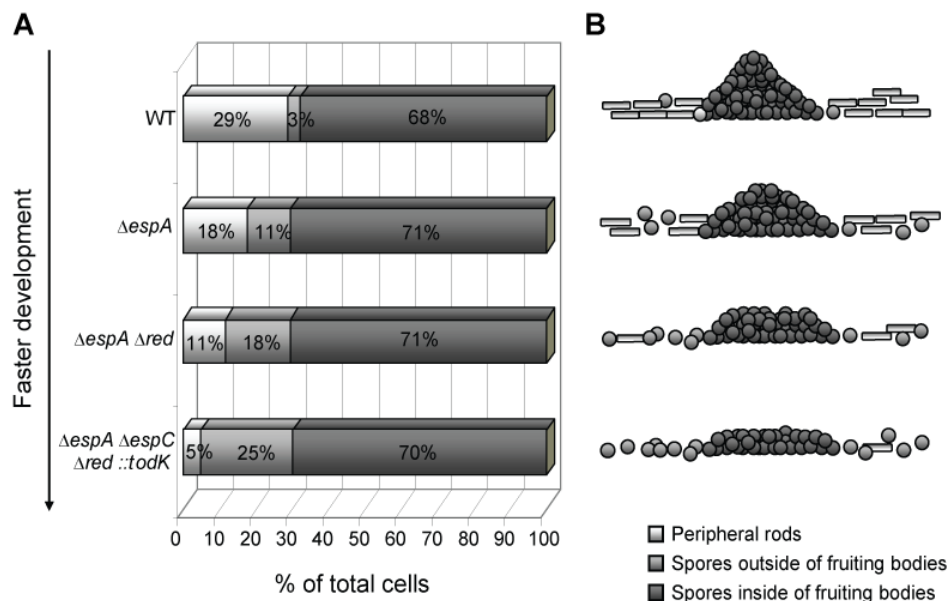 A
B
Faster development
WT
29%
3%
68%
ΔespA
18%
11%
71%
ΔespA Δred
11%
18%
71%
ΔespA ΔespC
Δred ::todK
5%
25%
70%
0 10 20 30 40 50 60 70 80 90 100
% of total cells
Peripheral rods
Spores outside of fruiting bodies
Spores inside of fruiting bodies